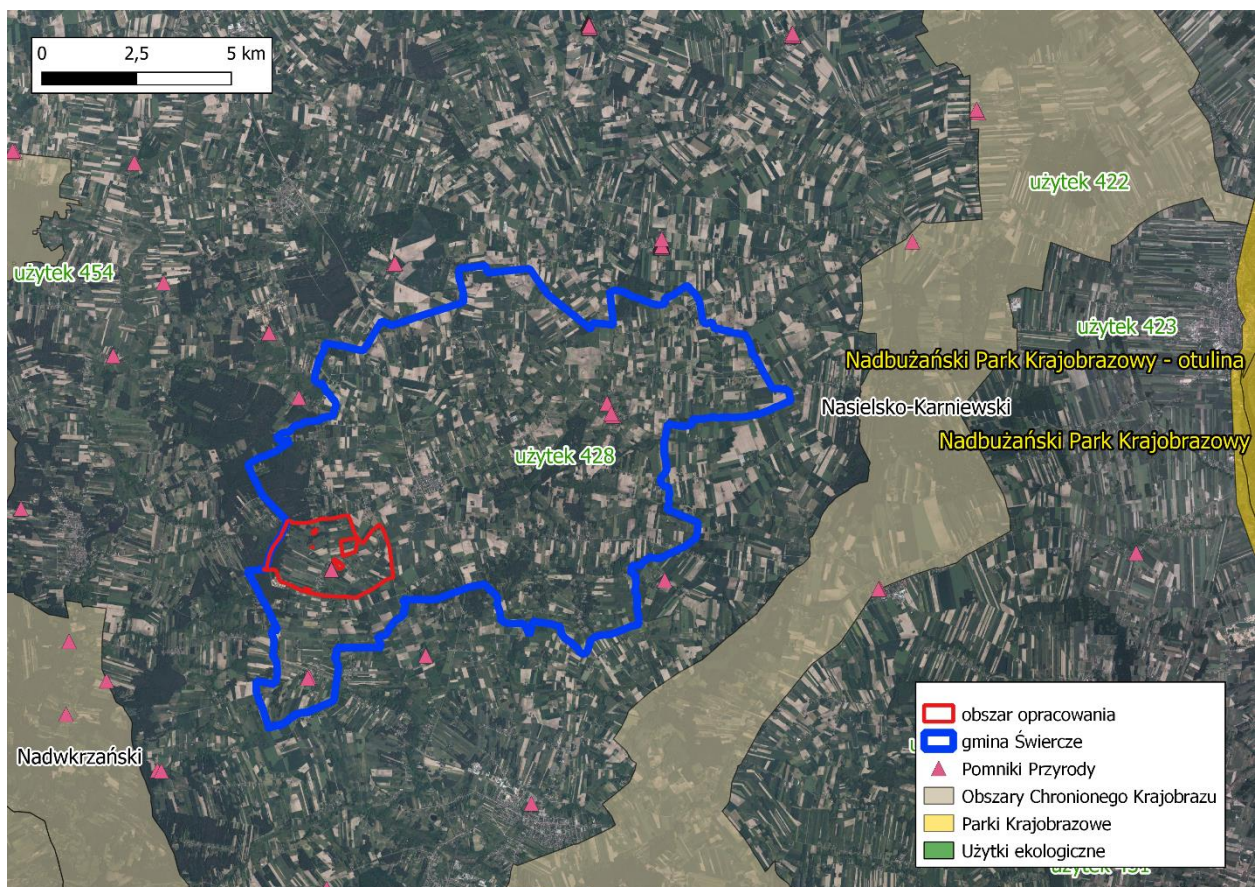 0 2,5 5 km
użytek 422
użytek 454
użytek 423
Nadbużański Park Krajobrazowy - otulina
Nasielsko-Karniewski
Nadbużański Park Krajobrazowy
użytek 428
Nadwkrzański
obszar opracowania
gmina Świercze
Pomniki Przyrody
Obszary Chronionego Krajobrazu
Parki Krajobrazowe
Użytki ekologiczne